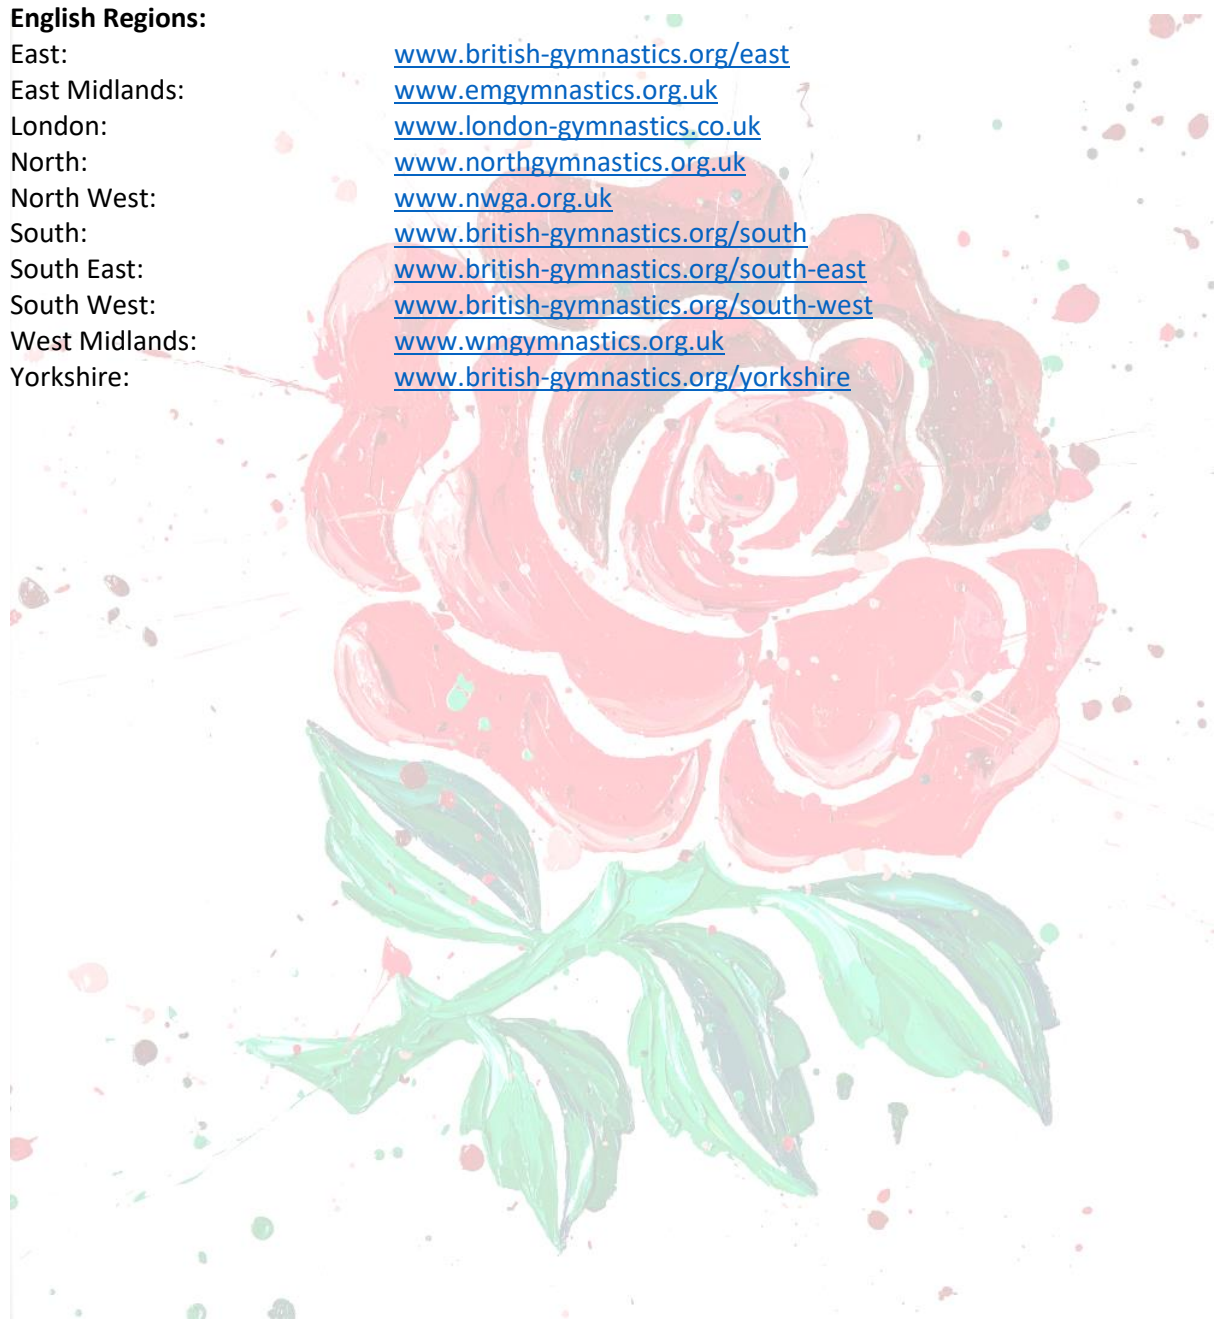 English Regions:
East: www.british-gymnastics.org/east
East Midlands: www.emgymnastics.org.uk
London: www.london-gymnastics.co.uk
North: www.northgymnastics.org.uk
North West: www.nwga.org.uk
South: www.british-gymnastics.org/south
South East: www.british-gymnastics.org/south-east
South West: www.british-gymnastics.org/south-west
West Midlands: www.wmgymnastics.org.uk
Yorkshire: www.british-gymnastics.org/yorkshire